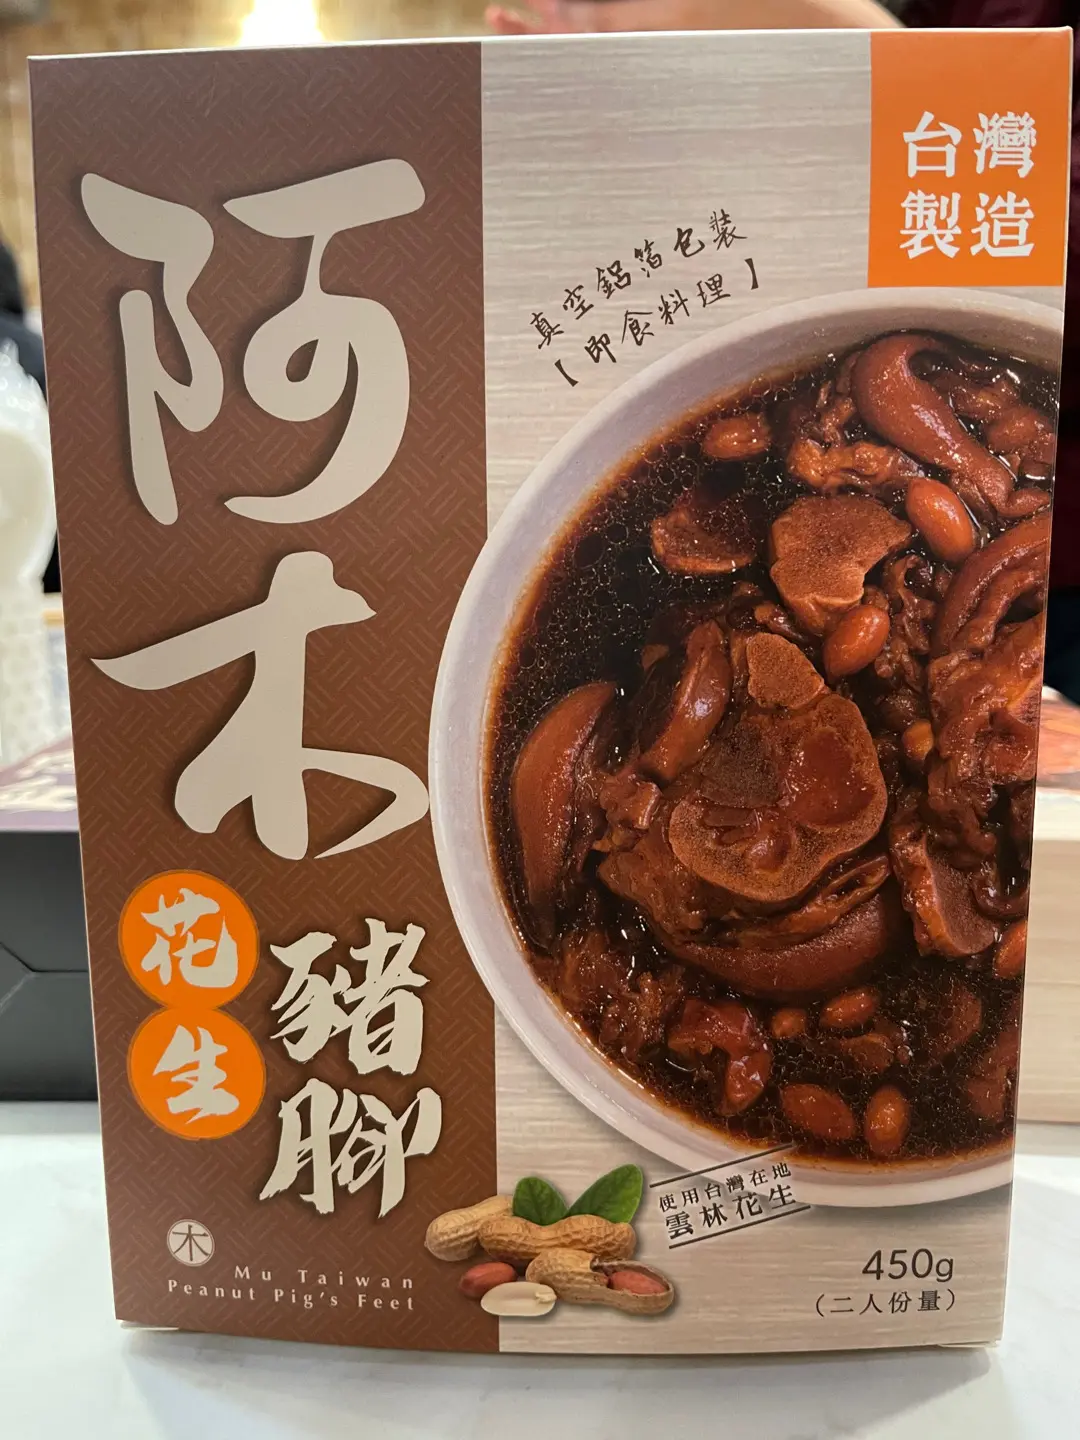 阿木
花生
豬腳
台灣
製造
真空鋁箔包裝
【即食料理】
使用台灣在地
雲林花生
木
Mu Taiwan
Peanut Pig's Feet
450g
(二人份量)